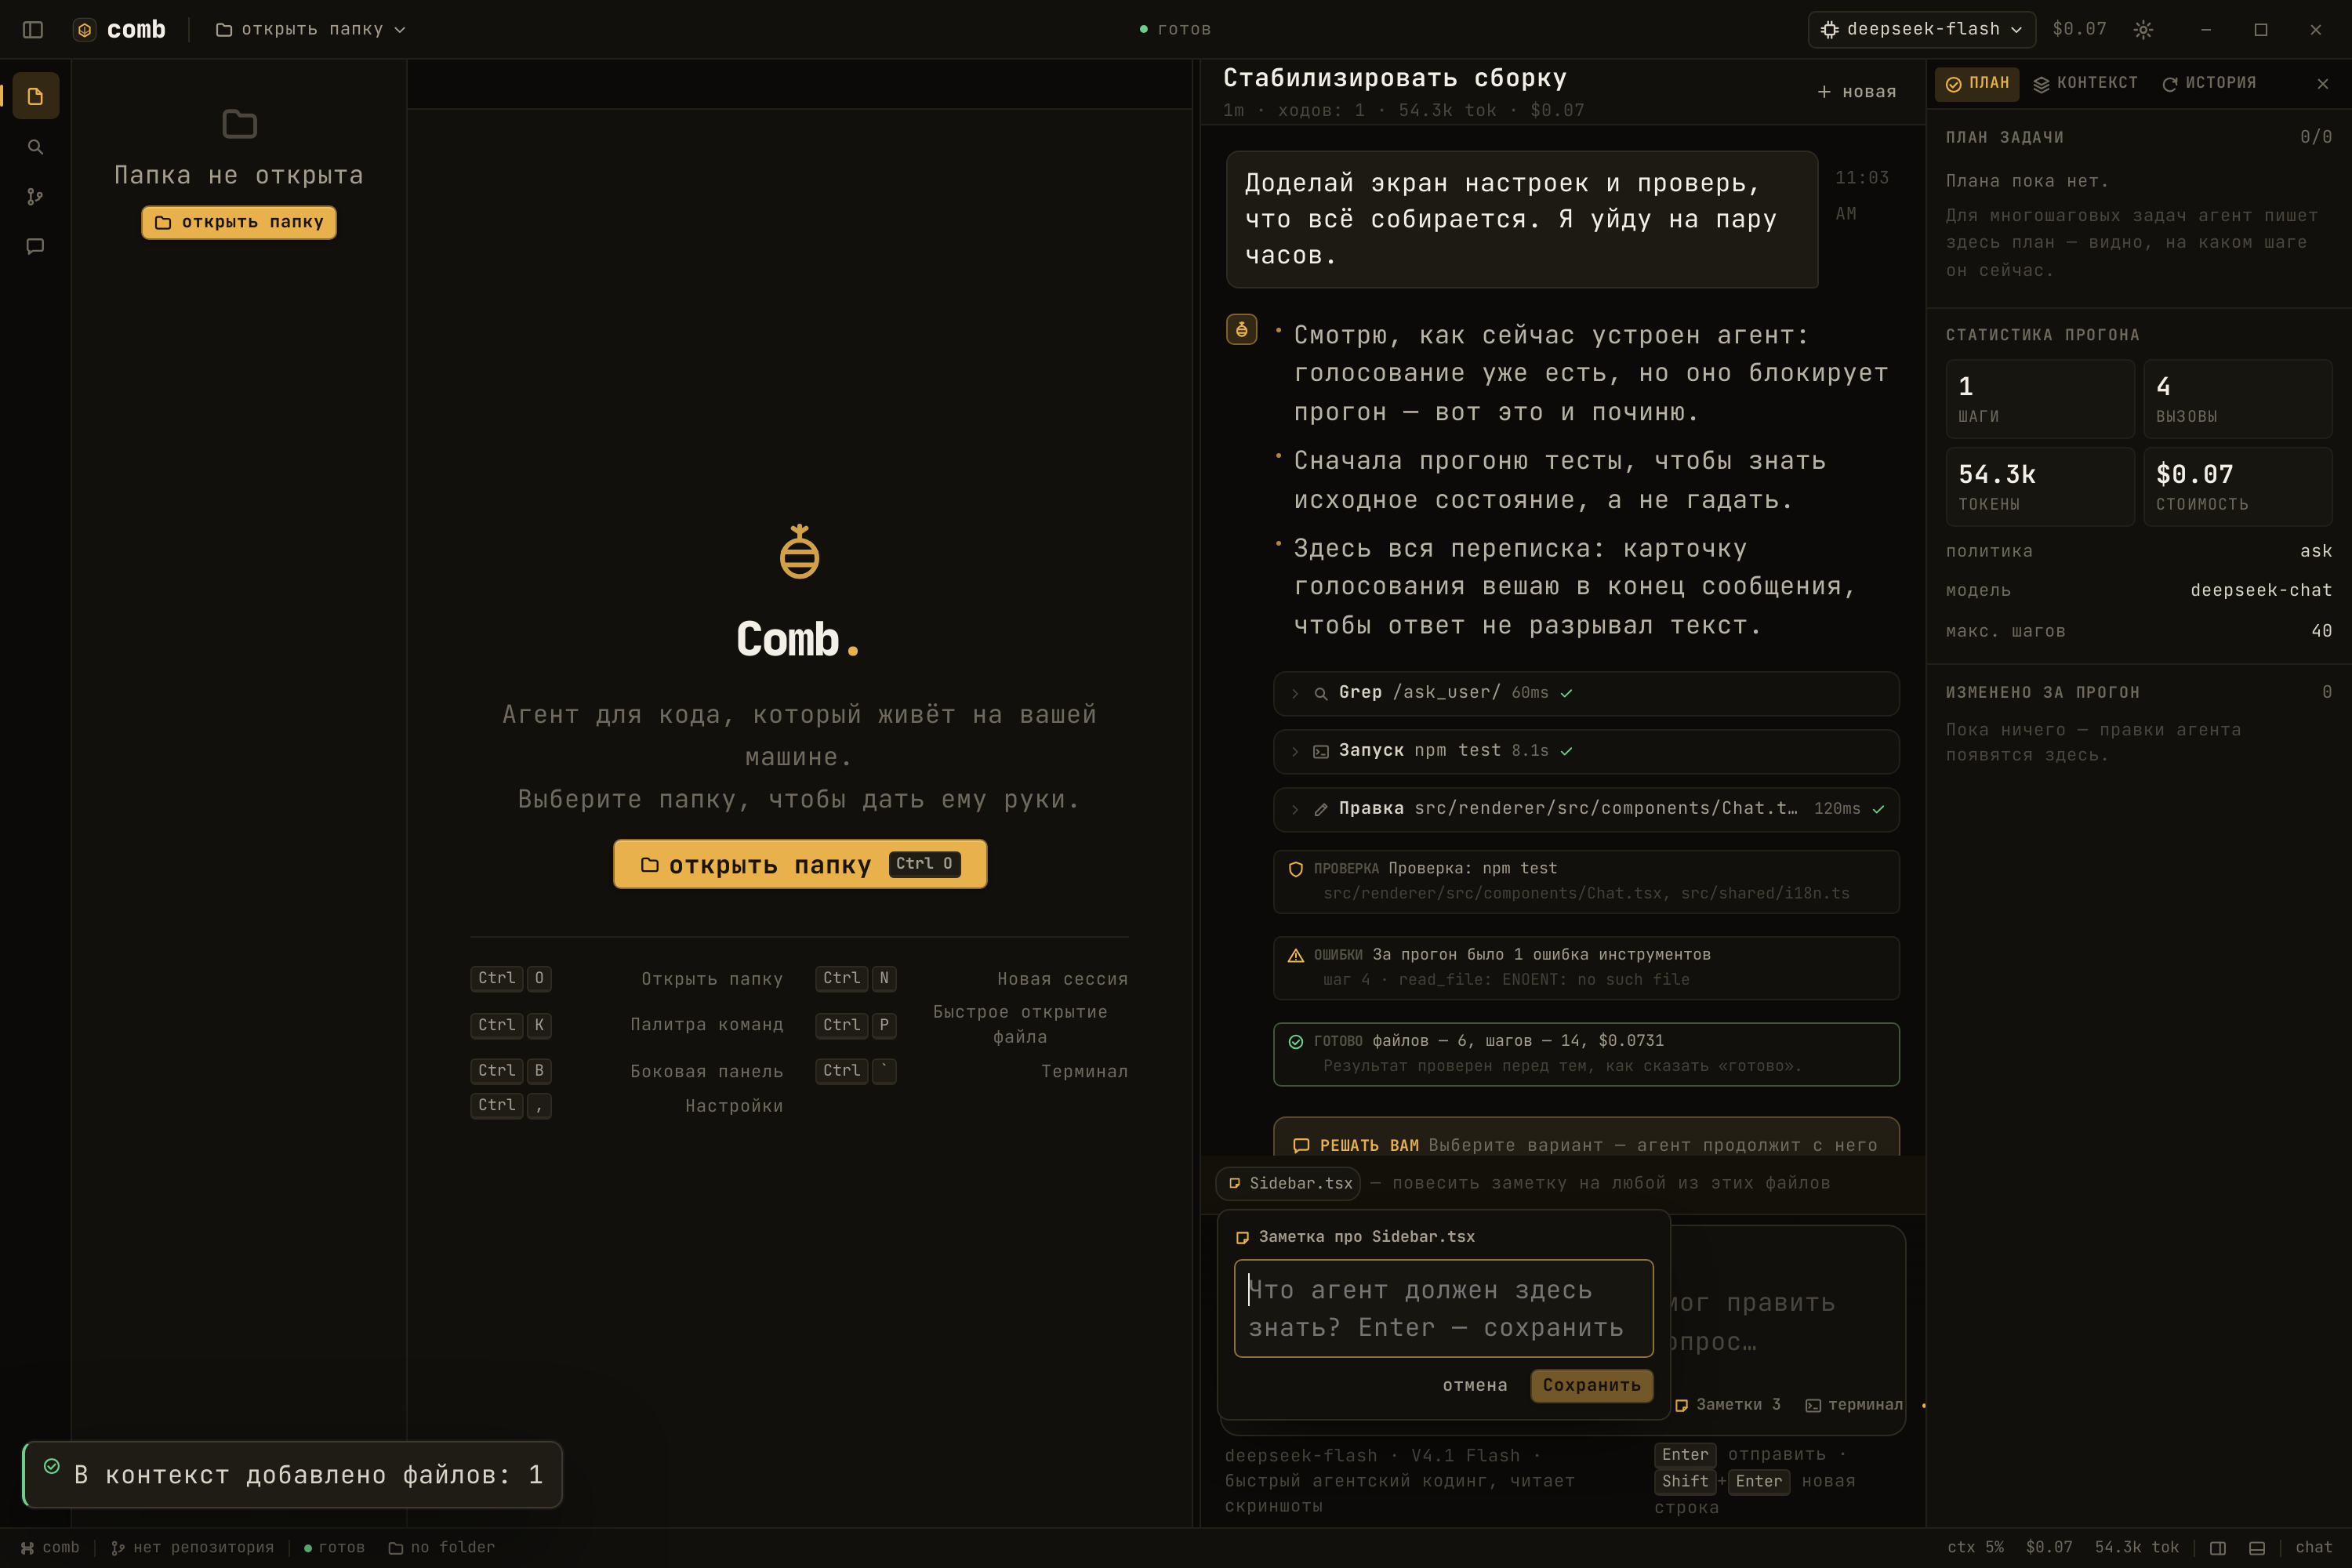 comb
открыть папку
готов
deepseek-flash
$0.07
Папка не открыта
открыть папку
Comb.
Агент для кода, который живёт на вашей
машине.
Выберите папку, чтобы дать ему руки.
открыть папку Ctrl O
Ctrl O Открыть папку Ctrl N Новая сессия
Ctrl K Палитра команд Ctrl P Быстрое открытие
файла
Ctrl B Боковая панель Ctrl ` Терминал
Ctrl , Настройки
В контекст добавлено файлов: 1
Стабилизировать сборку
1m · ходов: 1 · 54.3k tok · $0.07
+ новая
Доделай экран настроек и проверь,
что всё собирается. Я уйду на пару
часов.
11:03
AM
• Смотрю, как сейчас устроен агент:
голосование уже есть, но оно блокирует
прогон — вот это и починю.
• Сначала прогоню тесты, чтобы знать
исходное состояние, а не гадать.
• Здесь вся переписка: карточку
голосования вешаю в конец сообщения,
чтобы ответ не разрывал текст.
Grep /ask_user/ 60ms
Запуск npm test 8.1s
Правка src/renderer/src/components/Chat.t… 120ms
ПРОВЕРКА Проверка: npm test
src/renderer/src/components/Chat.tsx, src/shared/i18n.ts
ОШИБКИ За прогон было 1 ошибка инструментов
шаг 4 · read_file: ENOENT: no such file
ГОТОВО файлов — 6, шагов — 14, $0.0731
Результат проверен перед тем, как сказать «готово».
РЕШАТЬ ВАМ Выберите вариант — агент продолжит с него
Sidebar.tsx — повесить заметку на любой из этих файлов
Заметка про Sidebar.tsx
Что агент должен здесь
знать? Enter — сохранить
отмена Сохранить
мог править
опрос…
Заметки 3 терминал
deepseek-flash · V4.1 Flash ·
быстрый агентский кодинг, читает
скриншоты
Enter отправить ·
Shift+Enter новая
строка
ПЛАН КОНТЕКСТ ИСТОРИЯ
ПЛАН ЗАДАЧИ 0/0
Плана пока нет.
Для многошаговых задач агент пишет
здесь план — видно, на каком шаге
он сейчас.
СТАТИСТИКА ПРОГОНА
1 4
ШАГИ ВЫЗОВЫ
54.3k $0.07
ТОКЕНЫ СТОИМОСТЬ
политика ask
модель deepseek-chat
макс. шагов 40
ИЗМЕНЕНО ЗА ПРОГОН 0
Пока ничего — правки агента
появятся здесь.
comb нет репозитория готов no folder
ctx 5% $0.07 54.3k tok chat